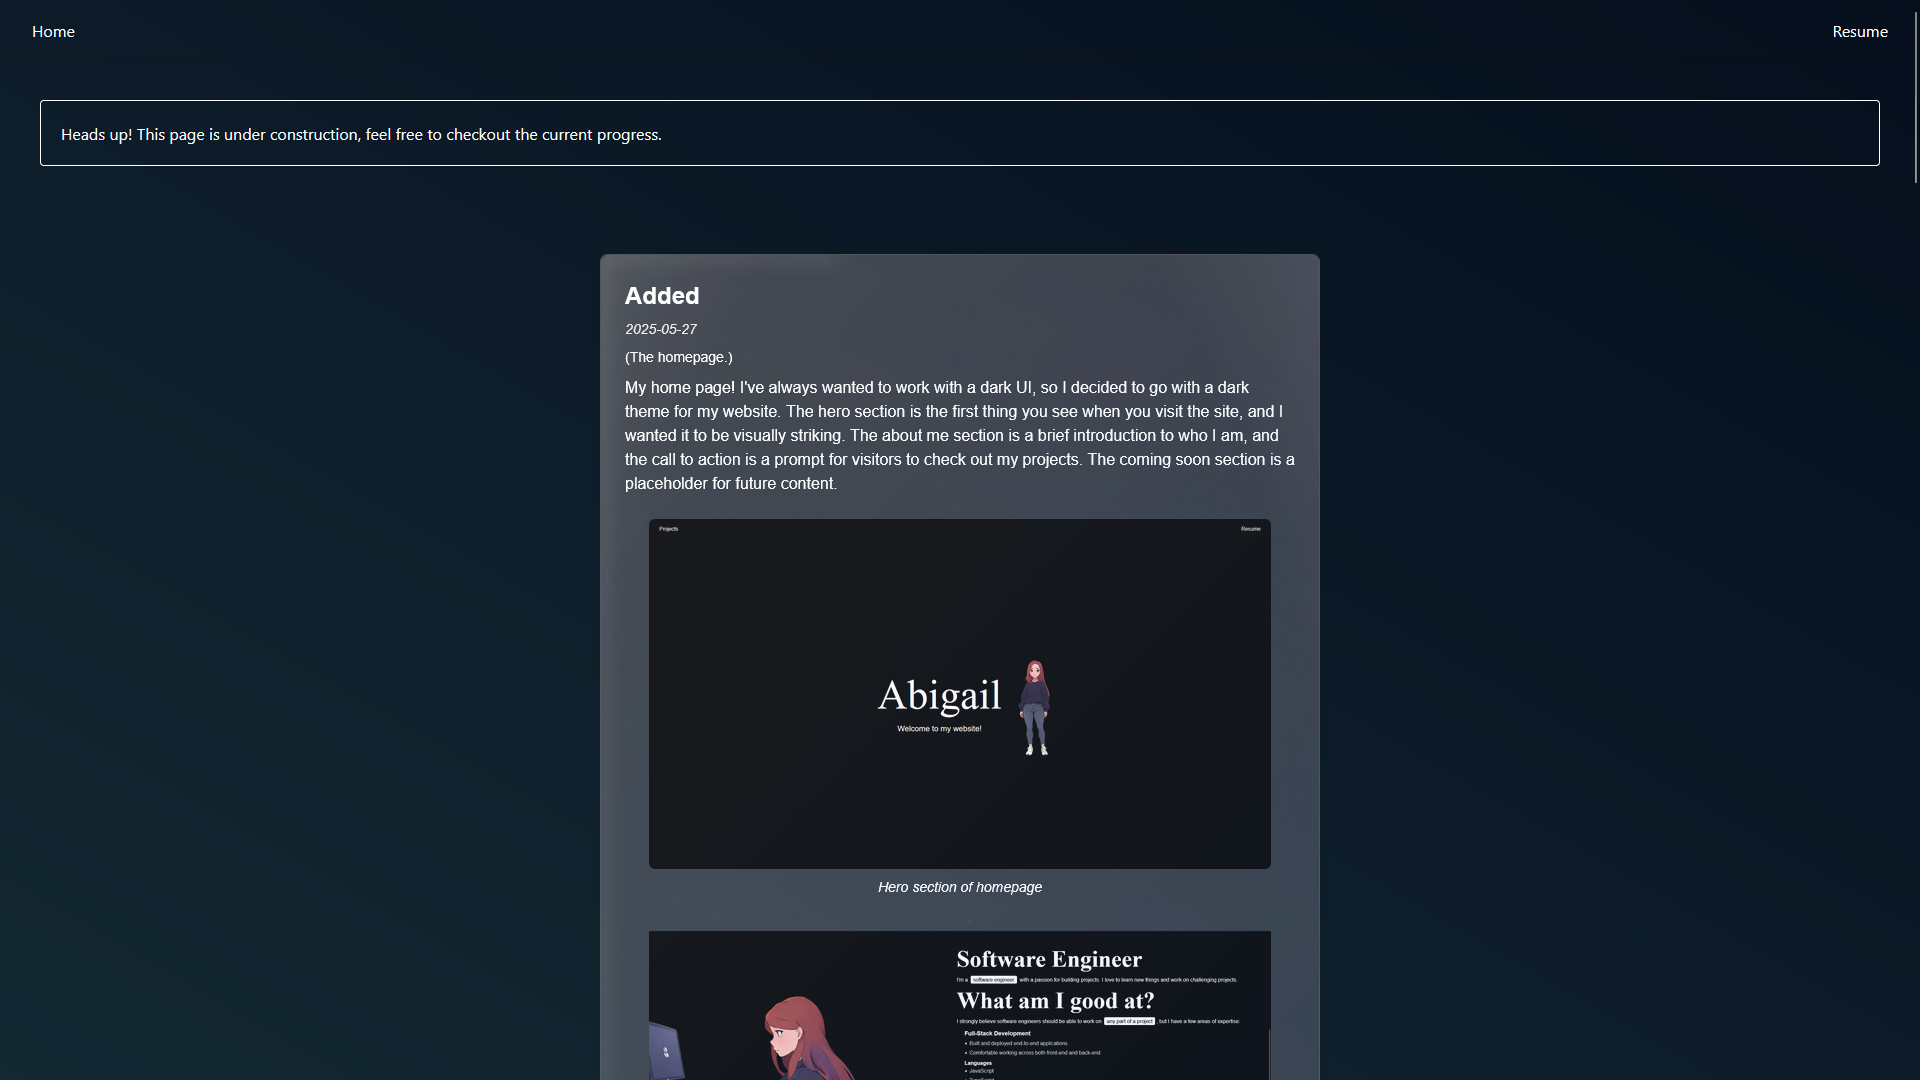 Home
Resume
Heads up! This page is under construction, feel free to checkout the current progress.
Added
2025-05-27
(The homepage.)
My home page! I've always wanted to work with a dark UI, so I decided to go with a dark
theme for my website. The hero section is the first thing you see when you visit the site, and I
wanted it to be visually striking. The about me section is a brief introduction to who I am, and
the call to action is a prompt for visitors to check out my projects. The coming soon section is a
placeholder for future content.
Projects
Resume
Abigail
Welcome to my website!
Hero section of homepage
Software Engineer
I'm a software engineer with a passion for building projects. I love to learn new things and work on challenging projects.
What am I good at?
I strongly believe software engineers should be able to work on any part of a project, but I have a few areas of expertise:
Full-Stack Development
• Built and deployed end-to-end applications
• Comfortable working across both front-end and back-end
Languages
• JavaScript